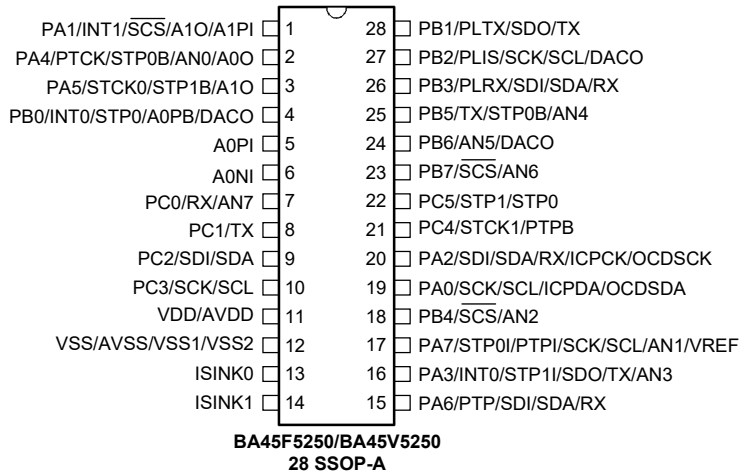 PA1/INT1/SCS/A1O/A1PI 1 28 PB1/PLTX/SDO/TX
PA4/PTCK/STP0B/AN0/A0O 2 27 PB2/PLIS/SCK/SCL/DACO
PA5/STCK0/STP1B/A1O 3 26 PB3/PLRX/SDI/SDA/RX
PB0/INT0/STP0/A0PB/DACO 4 25 PB5/TX/STP0B/AN4
A0PI 5 24 PB6/AN5/DACO
A0NI 6 23 PB7/SCS/AN6
PC0/RX/AN7 7 22 PC5/STP1/STP0
PC1/TX 8 21 PC4/STCK1/PTPB
PC2/SDI/SDA 9 20 PA2/SDI/SDA/RX/ICPCK/OCDSCK
PC3/SCK/SCL 10 19 PA0/SCK/SCL/ICPDA/OCDSDA
VDD/AVDD 11 18 PB4/SCS/AN2
VSS/AVSS/VSS1/VSS2 12 17 PA7/STP0I/PTPI/SCK/SCL/AN1/VREF
ISINK0 13 16 PA3/INT0/STP1I/SDO/TX/AN3
ISINK1 14 15 PA6/PTP/SDI/SDA/RX
BA45F5250/BA45V5250
28 SSOP-A